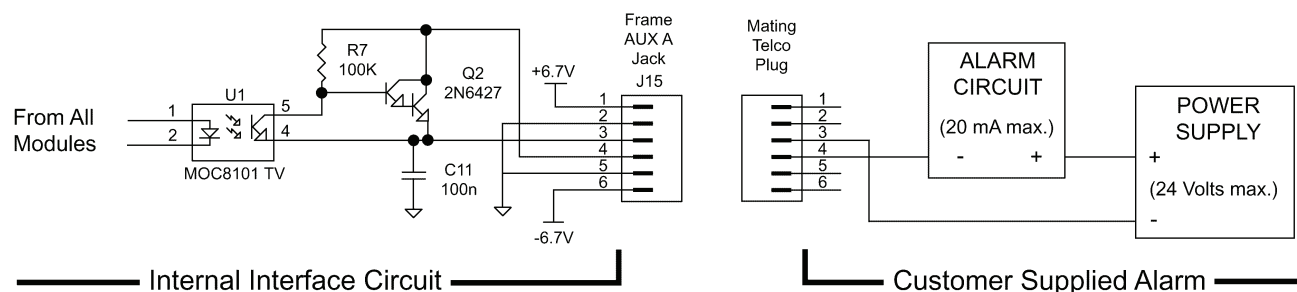 Frame
AUX A
Jack
J15
Mating
Telco
Plug
R7
100K
Q2
2N6427
+6.7V
ALARM
CIRCUIT
(20 mA max.)
- +
POWER
SUPPLY
+
(24 Volts max.)
-
From All
Modules
1
2
U1
5
4
MOC8101 TV
C11
100n
1
2
3
4
5
6
-6.7V
1
2
3
4
5
6
Internal Interface Circuit
Customer Supplied Alarm